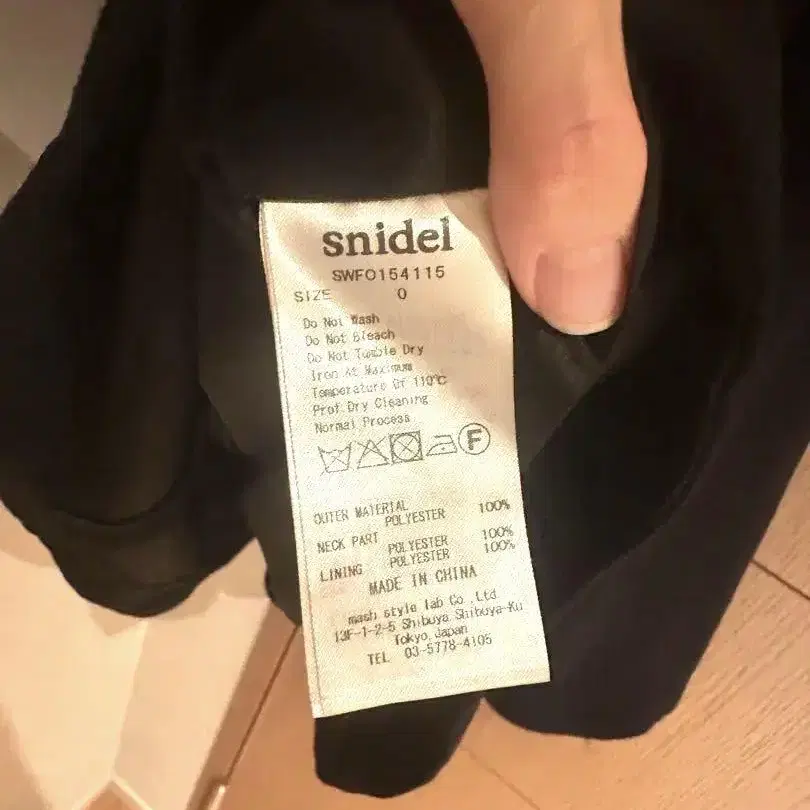 snidel
SWFO154115
SIZE 0
Do Not Wash
Do Not Bleach
Do Not Tumble Dry
Iron At Maximum
Temperature Of 110℃
Prof Dry Cleaning
Normal Process
F
OUTER MATERIAL
POLYESTER 100%
NECK PART
POLYESTER 100%
LINING POLYESTER 100%
MADE IN CHINA
mash style lab Co.,Ltd
13F-1-2-5 Shibuya Shibuya-Ku
Tokyo,Japan
TEL 03-5778-4105